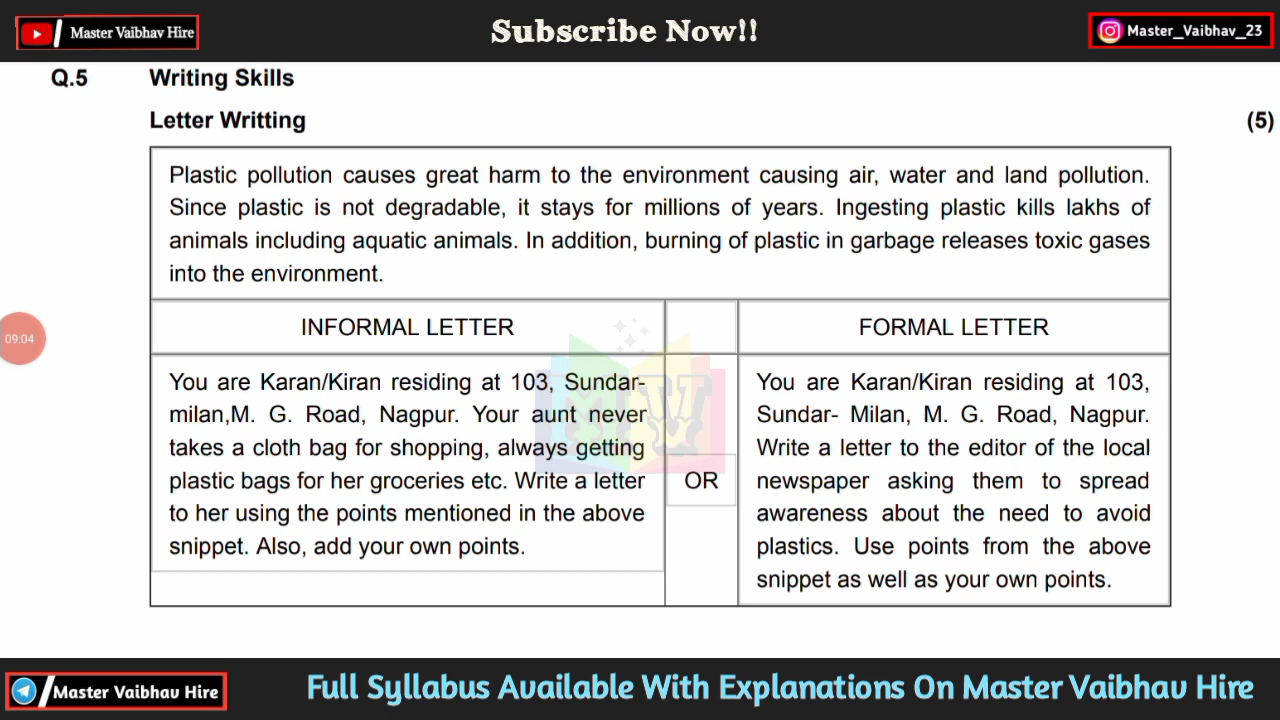 Master Vaibhav Hire
Subscribe Now!!
Master_Vaibhav_23
Q.5 Writing Skills
Letter Writting (5)
Plastic pollution causes great harm to the environment causing air, water and land pollution.
Since plastic is not degradable, it stays for millions of years. Ingesting plastic kills lakhs of
animals including aquatic animals. In addition, burning of plastic in garbage releases toxic gases
into the environment.
INFORMAL LETTER
You are Karan/Kiran residing at 103, Sundar-
milan,M. G. Road, Nagpur. Your aunt never
takes a cloth bag for shopping, always getting
plastic bags for her groceries etc. Write a letter
to her using the points mentioned in the above
snippet. Also, add your own points.
OR
FORMAL LETTER
You are Karan/Kiran residing at 103,
Sundar- Milan, M. G. Road, Nagpur.
Write a letter to the editor of the local
newspaper asking them to spread
awareness about the need to avoid
plastics. Use points from the above
snippet as well as your own points.
MV
09:04
Master Vaibhav Hire
Full Syllabus Available With Explanations On Master Vaibhav Hire